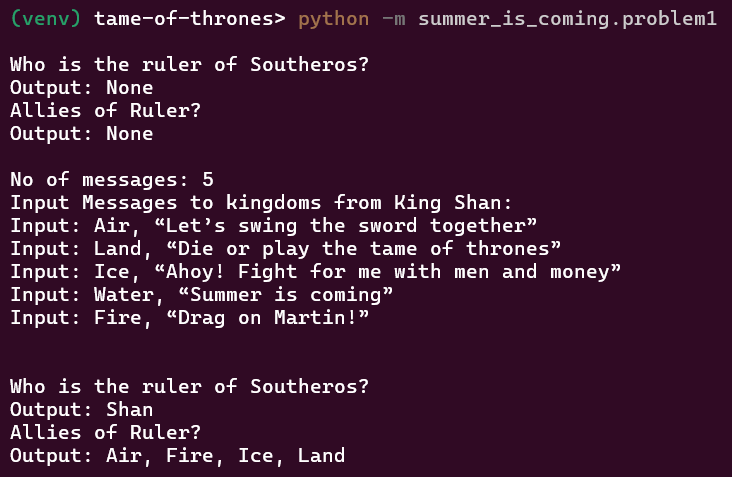 (venv) tame-of-thrones> python -m summer_is_coming.problem1
Who is the ruler of Southeros?
Output: None
Allies of Ruler?
Output: None
No of messages: 5
Input Messages to kingdoms from King Shan:
Input: Air, “Let’s swing the sword together”
Input: Land, “Die or play the tame of thrones”
Input: Ice, “Ahoy! Fight for me with men and money”
Input: Water, “Summer is coming”
Input: Fire, “Drag on Martin!”
Who is the ruler of Southeros?
Output: Shan
Allies of Ruler?
Output: Air, Fire, Ice, Land